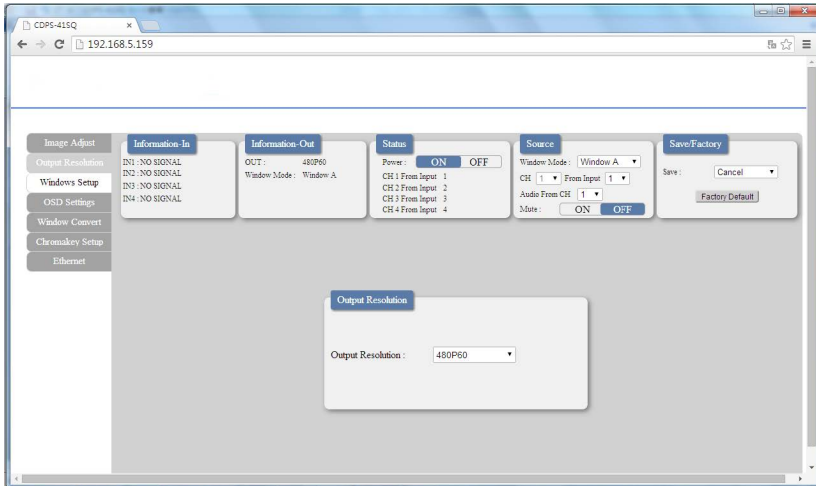 CDPS-41SQ
192.168.5.159
Image Adjust
Output Resolution
Windows Setup
OSD Settings
Window Convert
Chromakey Setup
Ethernet
Information-In
IN1 : NO SIGNAL
IN2 : NO SIGNAL
IN3 : NO SIGNAL
IN4 : NO SIGNAL
Information-Out
OUT : 480P60
Window Mode : Window A
Status
Power : ON OFF
CH 1 From Input 1
CH 2 From Input 2
CH 3 From Input 3
CH 4 From Input 4
Source
Window Mode : Window A
CH 1 From Input 1
Audio From CH 1
Mute : ON OFF
Save/Factory
Save : Cancel
Factory Default
Output Resolution
Output Resolution : 480P60